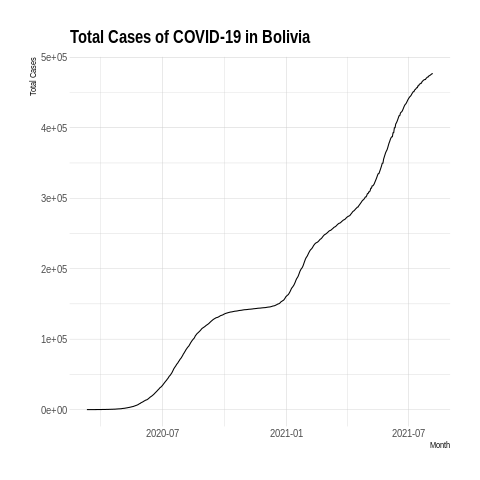 Total Cases of COVID-19 in Bolivia
Total Cases
5e+05
4e+05
3e+05
2e+05
1e+05
0e+00
2020-07 2021-01 2021-07
Month